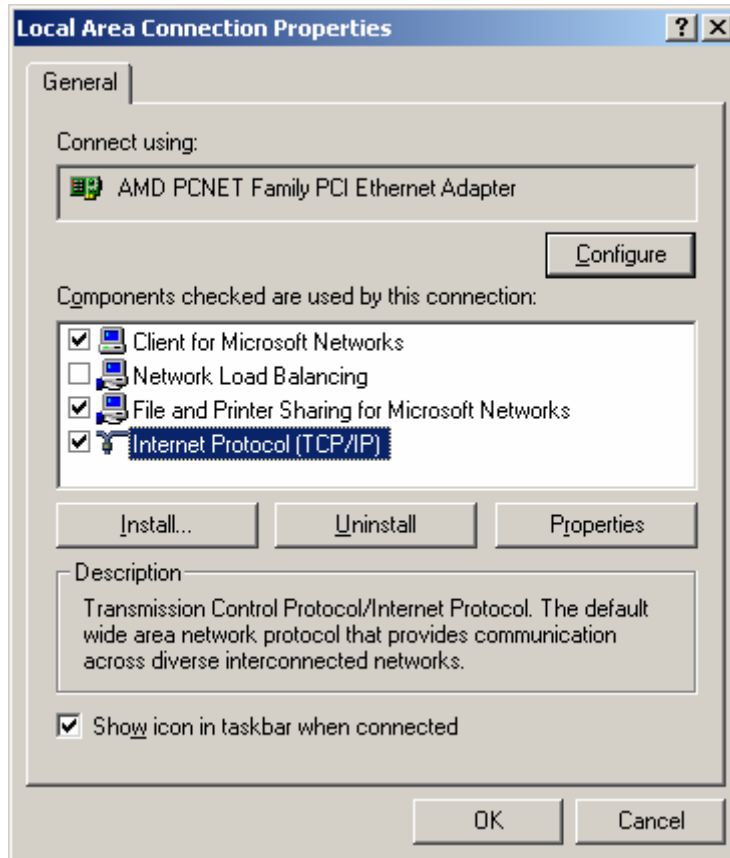 Local Area Connection Properties
General
Connect using:
AMD PCNET Family PCI Ethernet Adapter
Configure
Components checked are used by this connection:
Client for Microsoft Networks
Network Load Balancing
File and Printer Sharing for Microsoft Networks
Internet Protocol (TCP/IP)
Install... Uninstall Properties
Description
Transmission Control Protocol/Internet Protocol. The default
wide area network protocol that provides communication
across diverse interconnected networks.
Show icon in taskbar when connected
OK Cancel